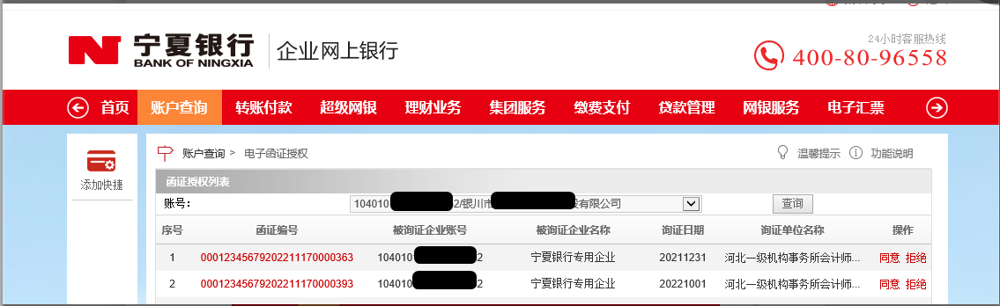 宁夏银行 企业网上银行
BANK OF NINGXIA
24小时客服热线
400-80-96558
首页 账户查询 转账付款 超级网银 理财业务 集团服务 缴费支付 贷款管理 网银服务 电子汇票
添加快捷
账户查询 > 电子函证授权 温馨提示 功能说明
函证授权列表
账号: 104010 2/银川市 有限公司 查询
序号 函证编号 被询证企业账号 被询证企业名称 询证日期 询证单位名称 操作
1 00012345679202211170000363 104010 2 宁夏银行专用企业 20211231 河北一级机构事务所会计师... 同意 拒绝
2 00012345679202211170000393 104010 2 宁夏银行专用企业 20221001 河北一级机构事务所会计师... 同意 拒绝